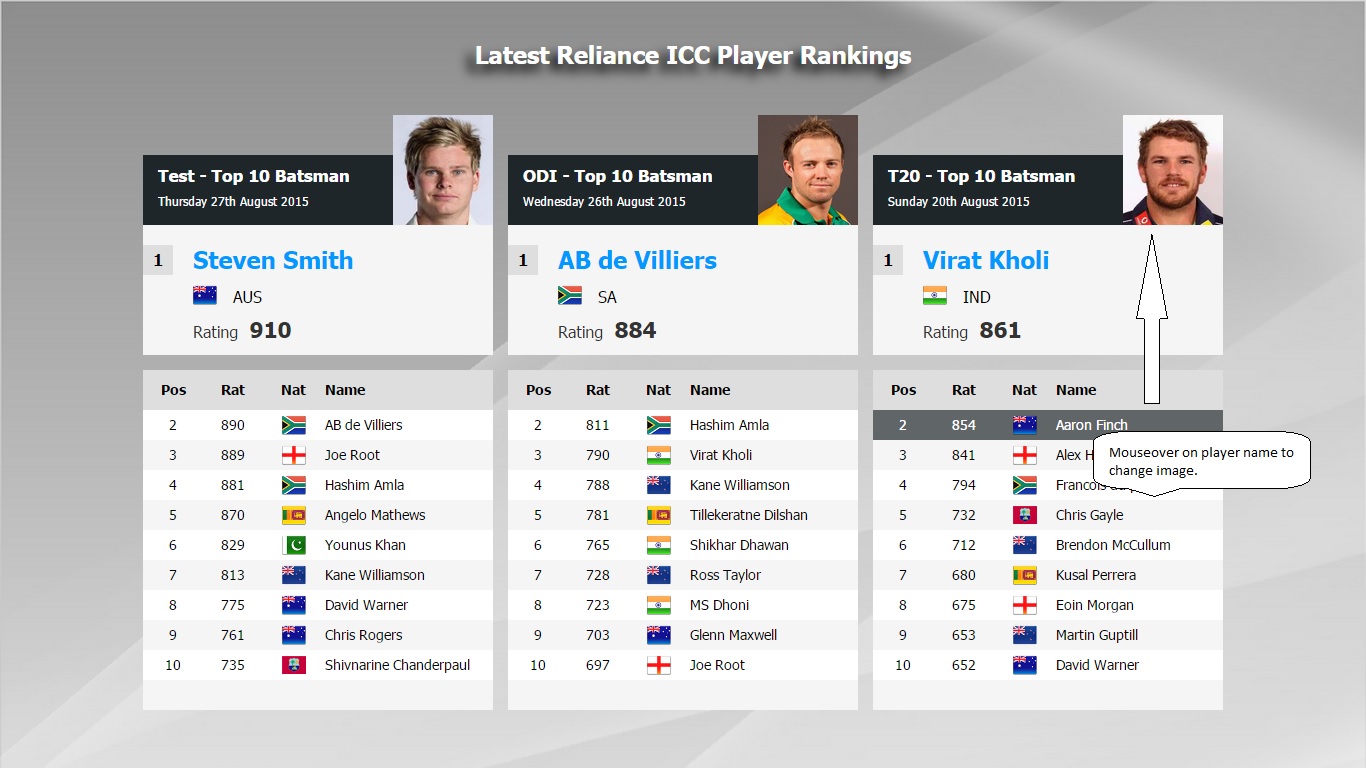 Latest Reliance ICC Player Rankings
Test - Top 10 Batsman
Thursday 27th August 2015
1 Steven Smith
AUS
Rating 910
Pos Rat Nat Name
2 890 AB de Villiers
3 889 Joe Root
4 881 Hashim Amla
5 870 Angelo Mathews
6 829 Younus Khan
7 813 Kane Williamson
8 775 David Warner
9 761 Chris Rogers
10 735 Shivnarine Chanderpaul
ODI - Top 10 Batsman
Wednesday 26th August 2015
1 AB de Villiers
SA
Rating 884
Pos Rat Nat Name
2 811 Hashim Amla
3 790 Virat Kholi
4 788 Kane Williamson
5 781 Tillekeratne Dilshan
6 765 Shikhar Dhawan
7 728 Ross Taylor
8 723 MS Dhoni
9 703 Glenn Maxwell
10 697 Joe Root
T20 - Top 10 Batsman
Sunday 20th August 2015
1 Virat Kholi
IND
Rating 861
Pos Rat Nat Name
2 854 Aaron Finch
3 841 Alex
4 794 Francois
5 732 Chris Gayle
6 712 Brendon McCullum
7 680 Kusal Perrera
8 675 Eoin Morgan
9 653 Martin Guptill
10 652 David Warner
Mouseover on player name to
change image.